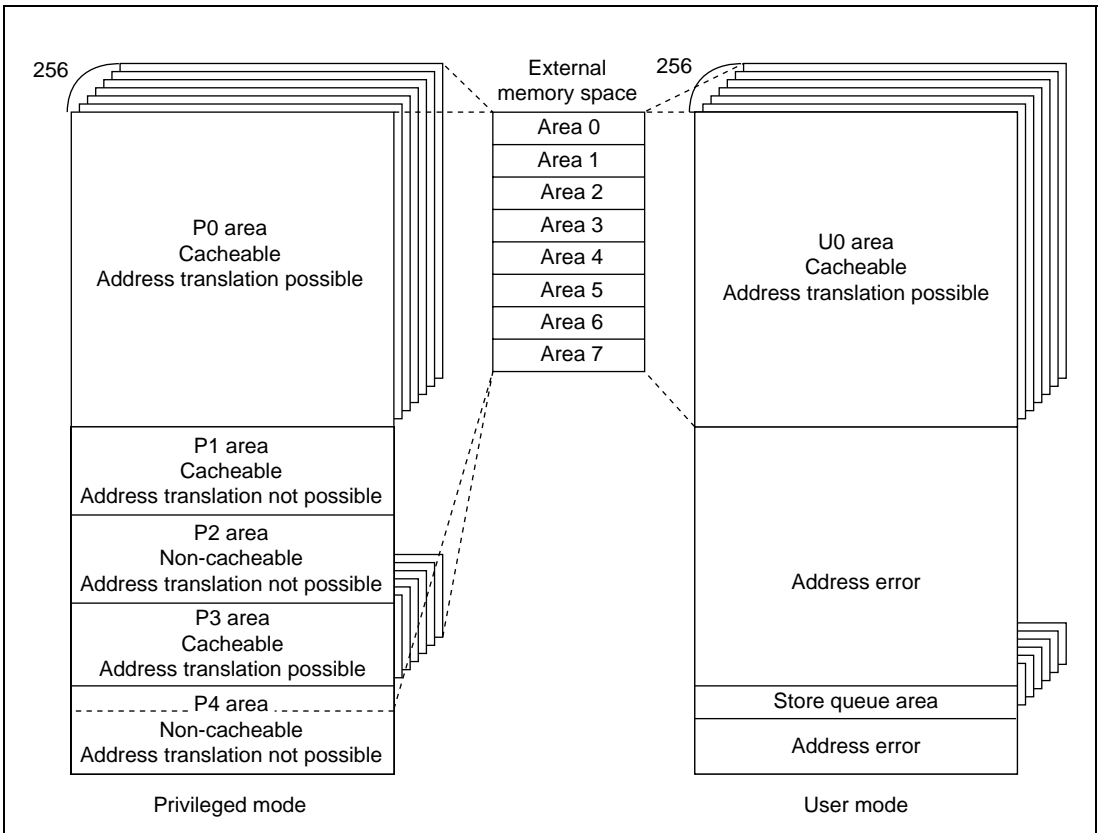 256
External
memory space
256
Area 0
Area 1
Area 2
Area 3
Area 4
Area 5
Area 6
Area 7
P0 area
Cacheable
Address translation possible
U0 area
Cacheable
Address translation possible
P1 area
Cacheable
Address translation not possible
P2 area
Non-cacheable
Address translation not possible
P3 area
Cacheable
Address translation possible
P4 area
Non-cacheable
Address translation not possible
Address error
Store queue area
Address error
Privileged mode
User mode